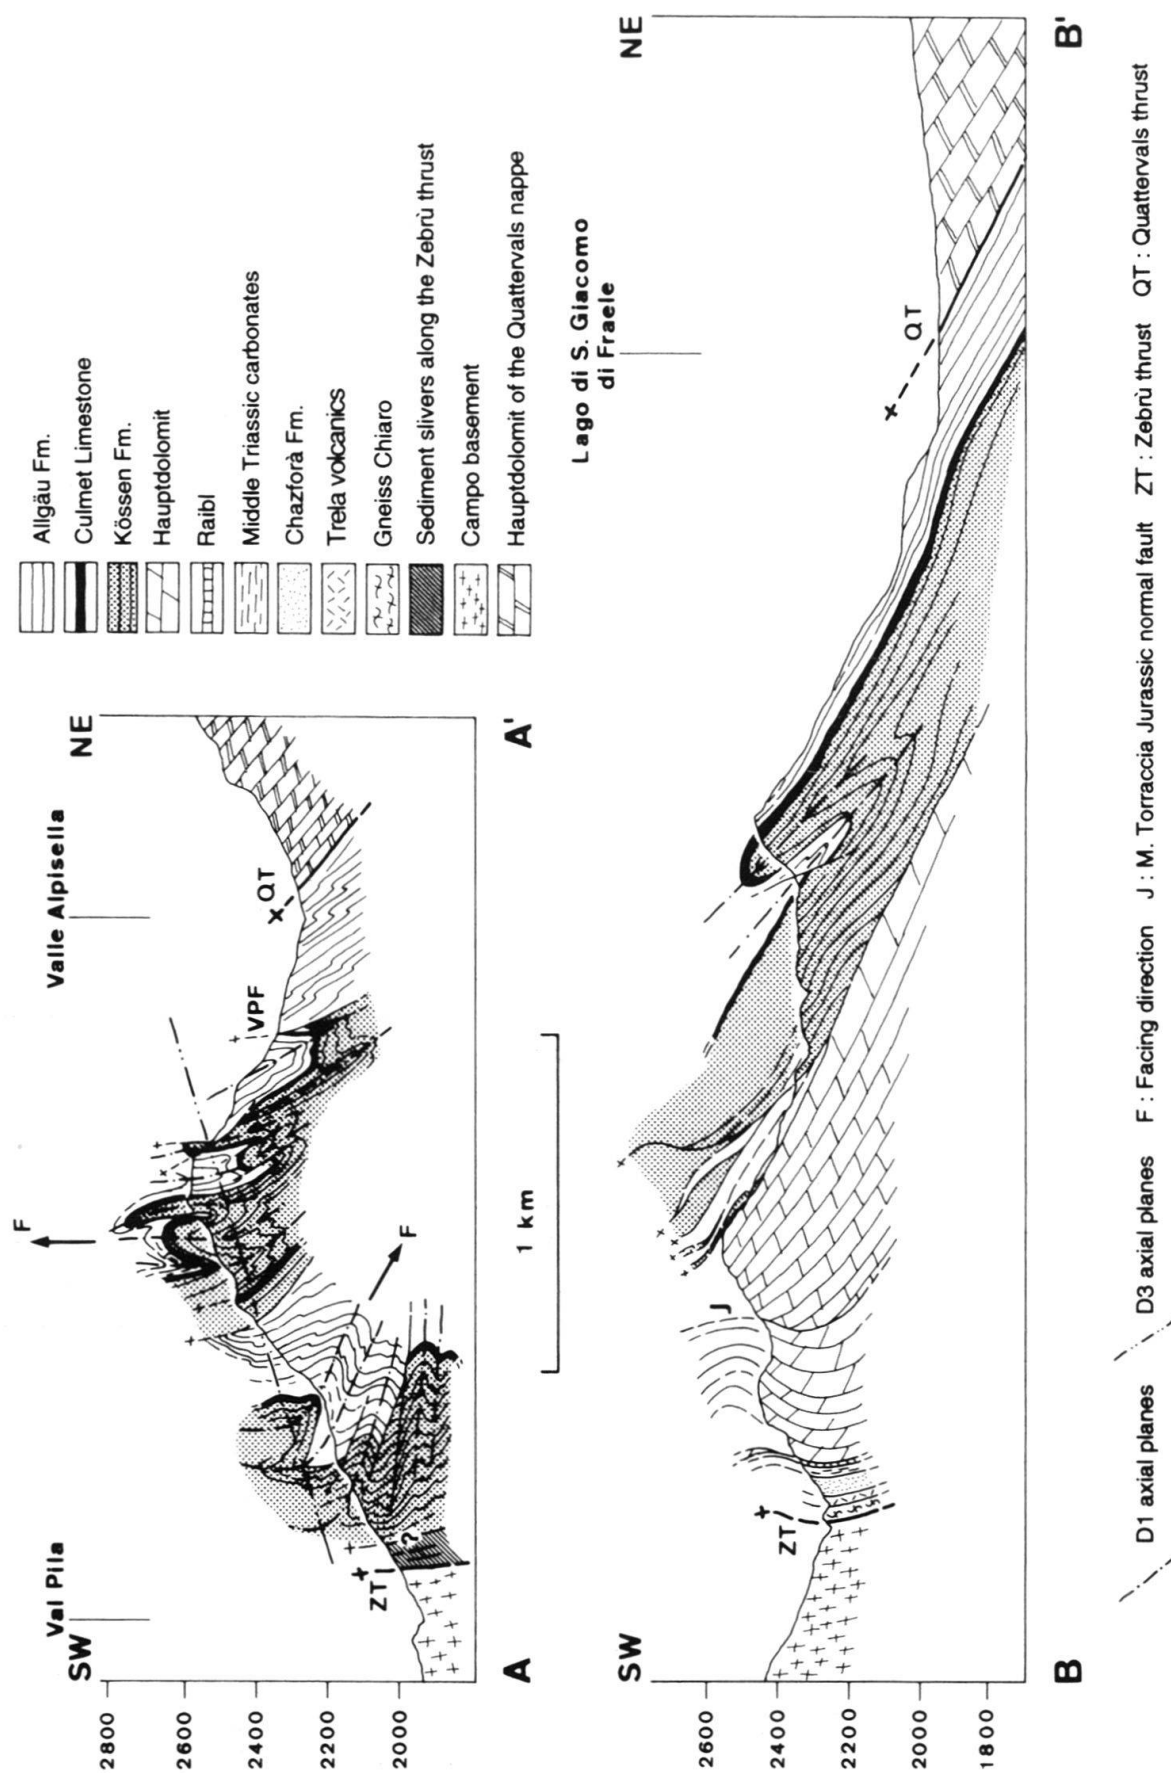 Val Pila
Valle Alpisella
SW
NE
F
VPF
QT
ZT
?
F
2800
2600
2400
2200
2000
A
A'
1 km
Allgäu Fm.
Culmet Limestone
Kössen Fm.
Hauptdolomit
Raibl
Middle Triassic carbonates
Chazforà Fm.
Trela volcanics
Gneiss Chiaro
Sediment slivers along the Zebrù thrust
Campo basement
Hauptdolomit of the Quattervals nappe
Lago di S. Giacomo
di Fraele
SW
NE
J
ZT
QT
2600
2400
2200
2000
1800
B
B'
D1 axial planes D3 axial planes F : Facing direction J : M. Torraccia Jurassic normal fault ZT : Zebrù thrust QT : Quattervals thrust